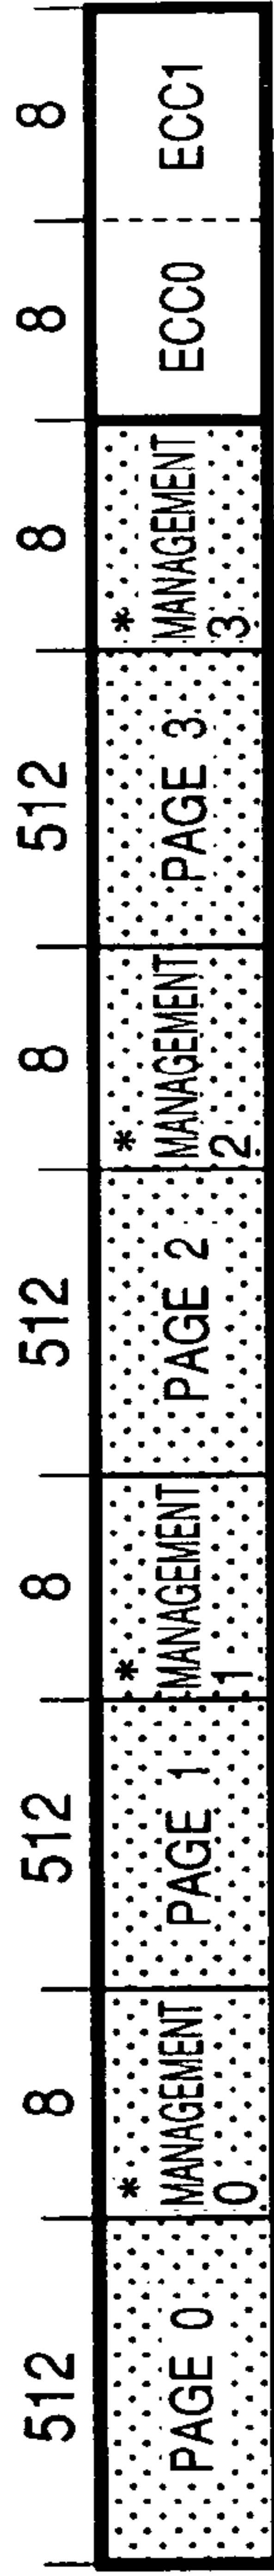 512 8 512 8 512 8 512 8 8 8
PAGE 0
*
MANAGEMENT
0
PAGE 1
*
MANAGEMENT
1
PAGE 2
*
MANAGEMENT
2
PAGE 3
*
MANAGEMENT
3
ECC0
ECC1